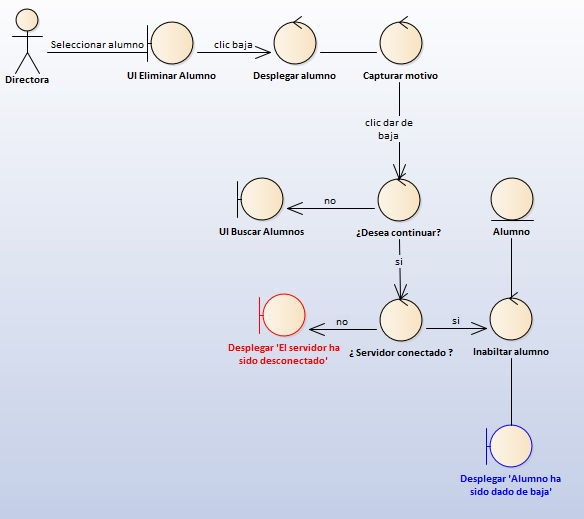 Seleccionar alumno
clic baja
Directora
UI Eliminar Alumno
Desplegar alumno
Capturar motivo
clic dar de
baja
no
UI Buscar Alumnos
¿Desea continuar?
Alumno
si
no
si
Desplegar 'El servidor ha
sido desconectado'
¿ Servidor conectado ?
Inabiltar alumno
Desplegar 'Alumno ha
sido dado de baja'